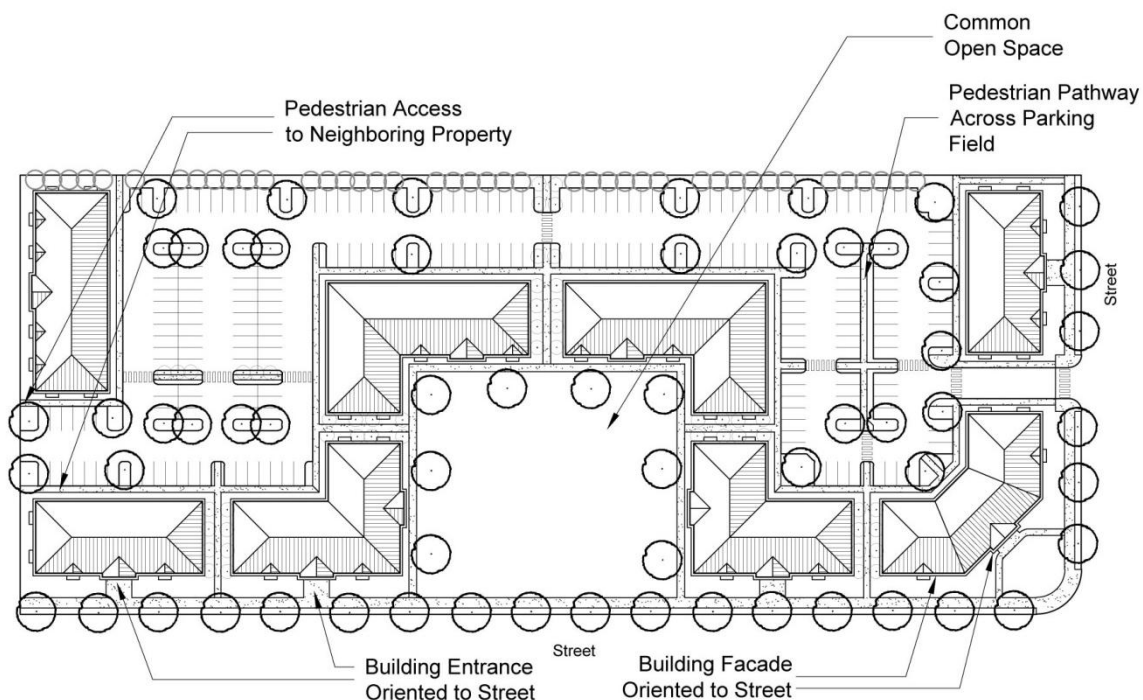 Common
Open Space
Pedestrian Access
to Neighboring Property
Pedestrian Pathway
Across Parking
Field
Street
Street
Building Entrance
Oriented to Street
Building Facade
Oriented to Street